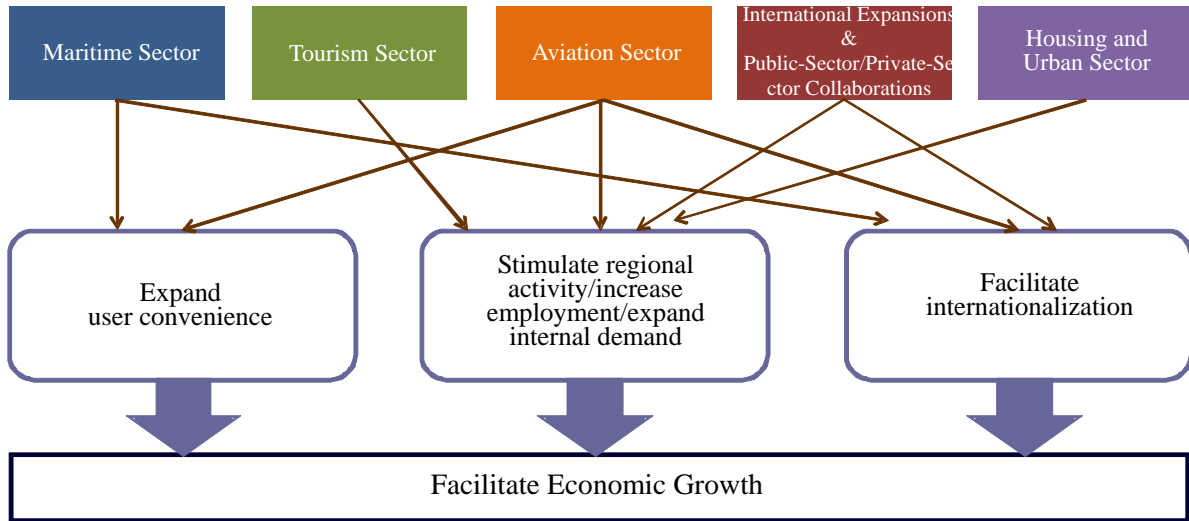 Maritime Sector
Tourism Sector
Aviation Sector
International Expansions
&
Public-Sector/Private-Se
ctor Collaborations
Housing and
Urban Sector
Expand
user convenience
Stimulate regional
activity/increase
employment/expand
internal demand
Facilitate
internationalization
Facilitate Economic Growth